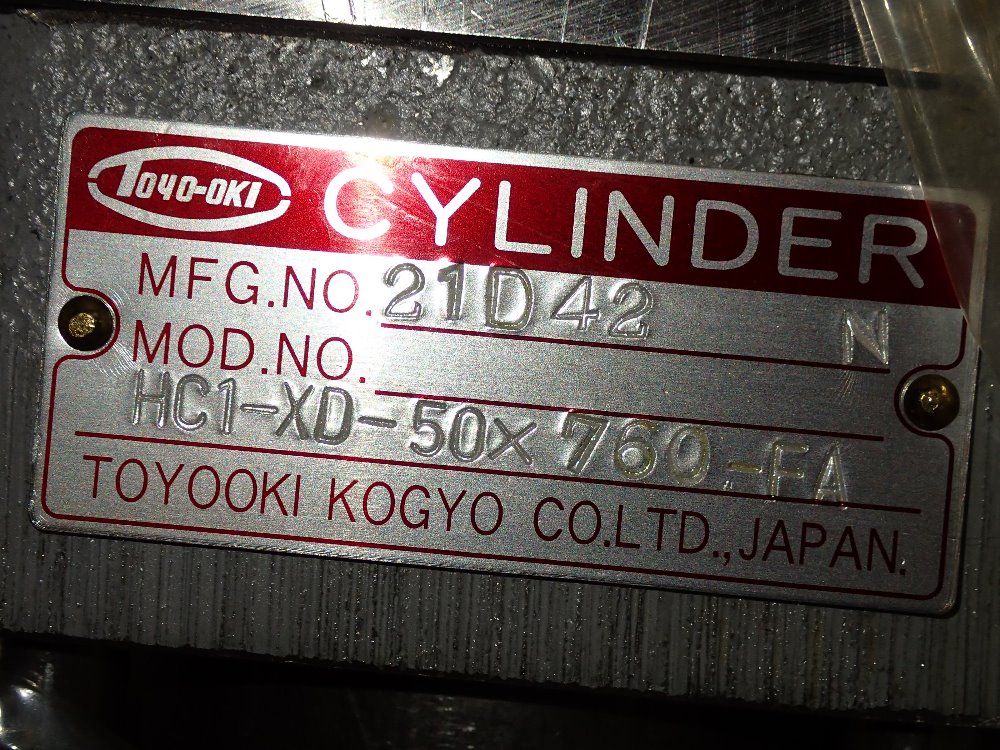 TOYO-OKI CYLINDER
MFG.NO. 21D42 N
MOD.NO.
HC1-XD-50×760-FA
TOYOOKI KOGYO CO.LTD.,JAPAN.